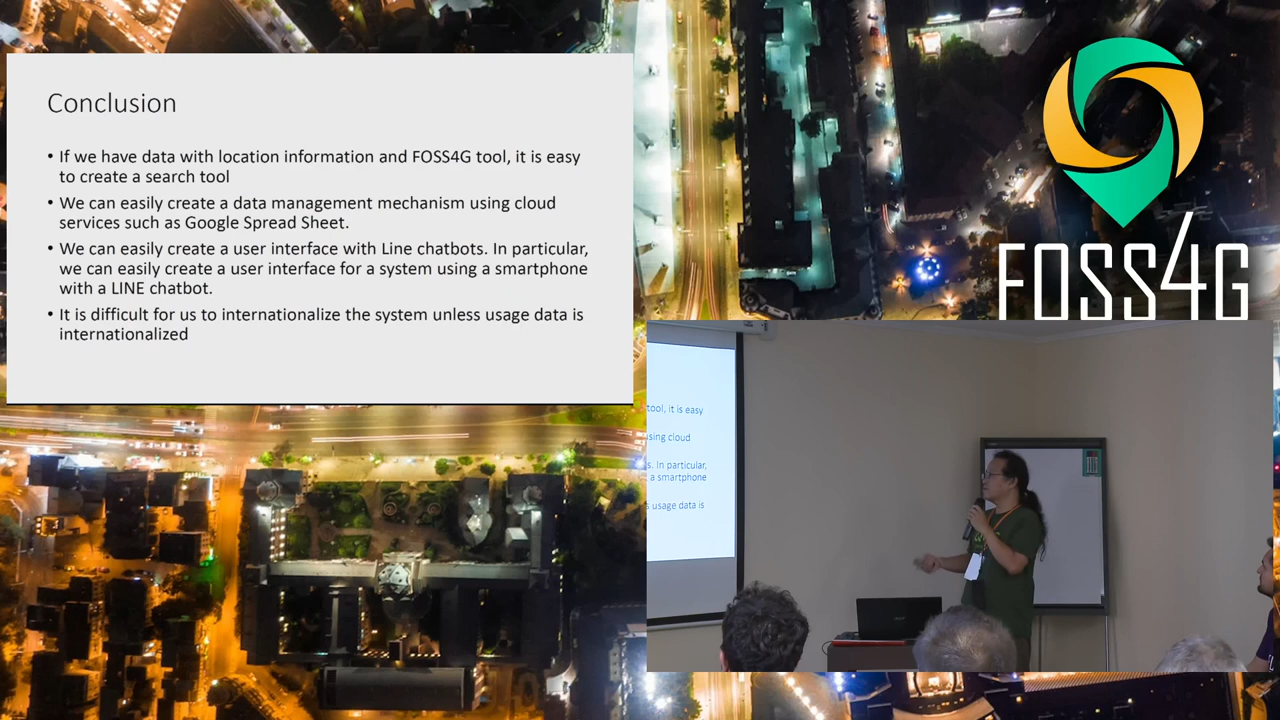 Conclusion
• If we have data with location information and FOSS4G tool, it is easy
to create a search tool
• We can easily create a data management mechanism using cloud
services such as Google Spread Sheet.
• We can easily create a user interface with Line chatbots. In particular,
we can easily create a user interface for a system using a smartphone
with a LINE chatbot.
• It is difficult for us to internationalize the system unless usage data is
internationalized
FOSS4G
tool, it is easy
using cloud
s. In particular,
a smartphone
s usage data is